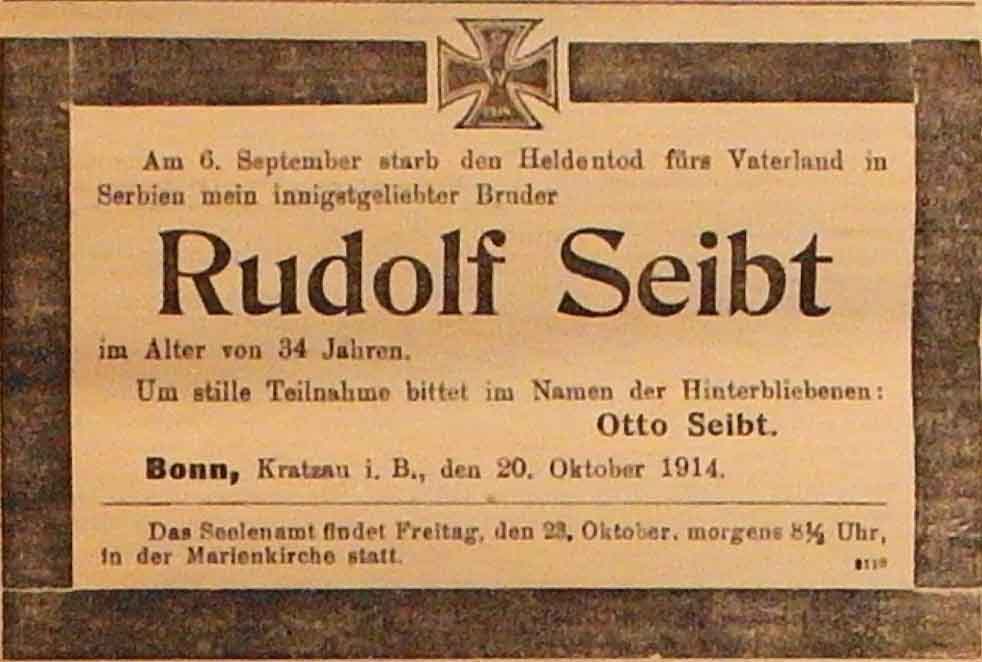 W
Am 6. September starb den Heldentod fürs Vaterland in
Serbien mein innigstgeliebter Bruder
Rudolf Seibt
im Alter von 34 Jahren.
Um stille Teilnahme bittet im Namen der Hinterbliebenen:
Otto Seibt.
Bonn, Kratzau i. B., den 20. Oktober 1914.
Das Seelenamt findet Freitag, den 23. Oktober, morgens 8½ Uhr,
in der Marienkirche statt.